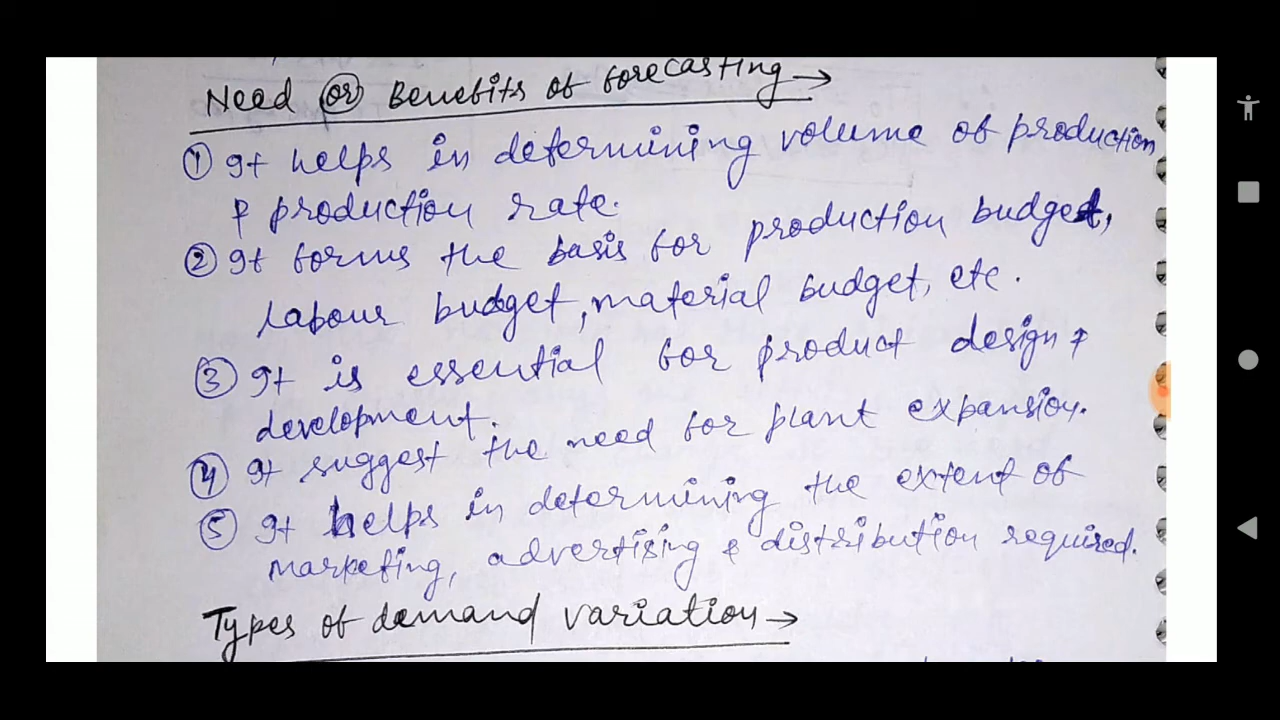 Need or Benefits of forecasting →
① It helps in determining volume of production
& production rate.
② It forms the basis for production budget,
labour budget, material budget, etc.
③ It is essential for product design &
development.
④ It suggest the need for plant expansion.
⑤ It helps in determining the extent of
marketing, advertising & distribution required.
Types of demand variation →